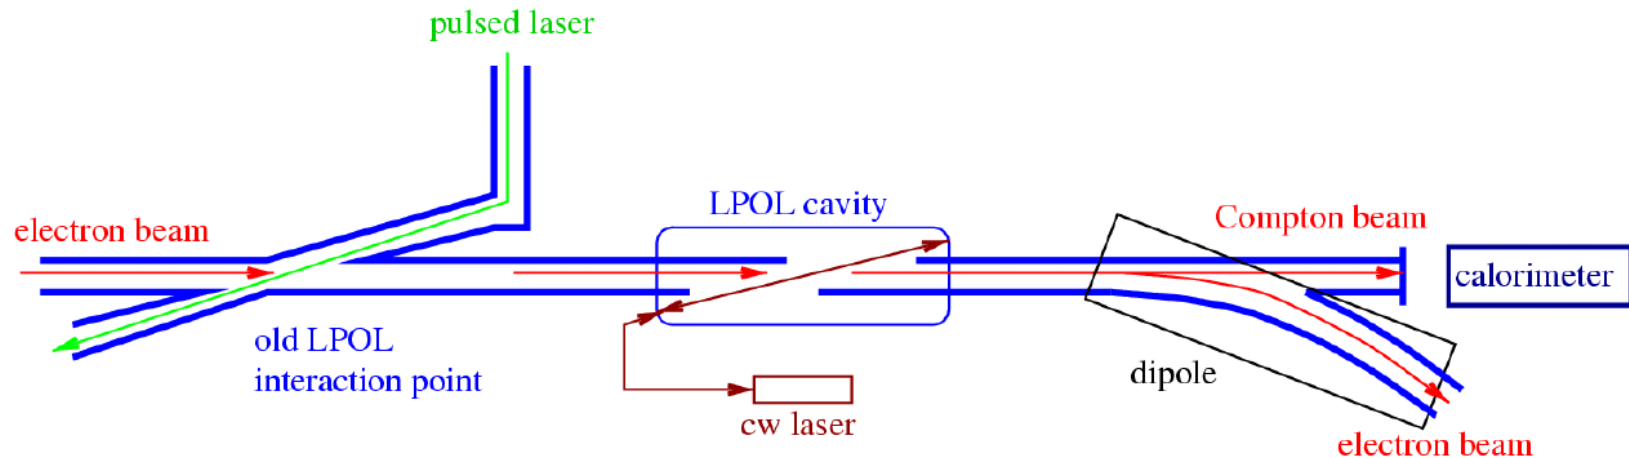 pulsed laser
LPOL cavity
Compton beam
electron beam
calorimeter
old LPOL
interaction point
dipole
cw laser
electron beam